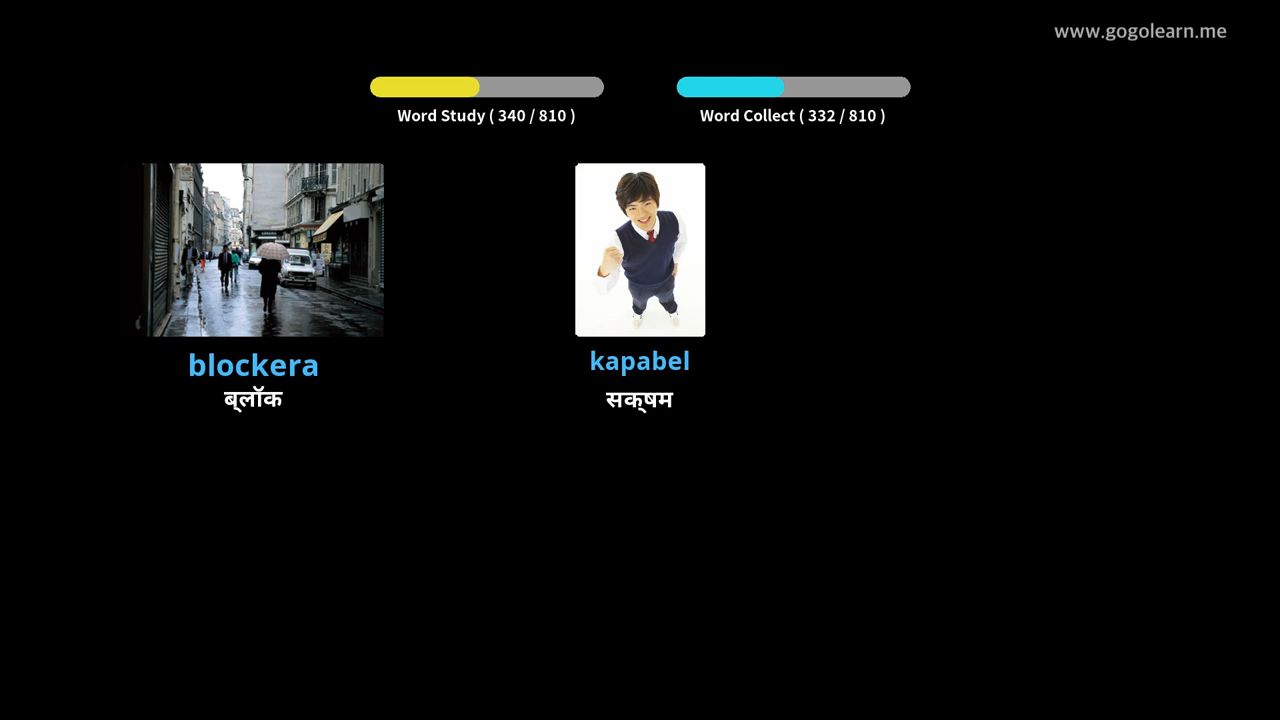 www.gogolearn.me
Word Study ( 340 / 810 )
Word Collect ( 332 / 810 )
blockera
ब्लॉक
kapabel
सक्षम